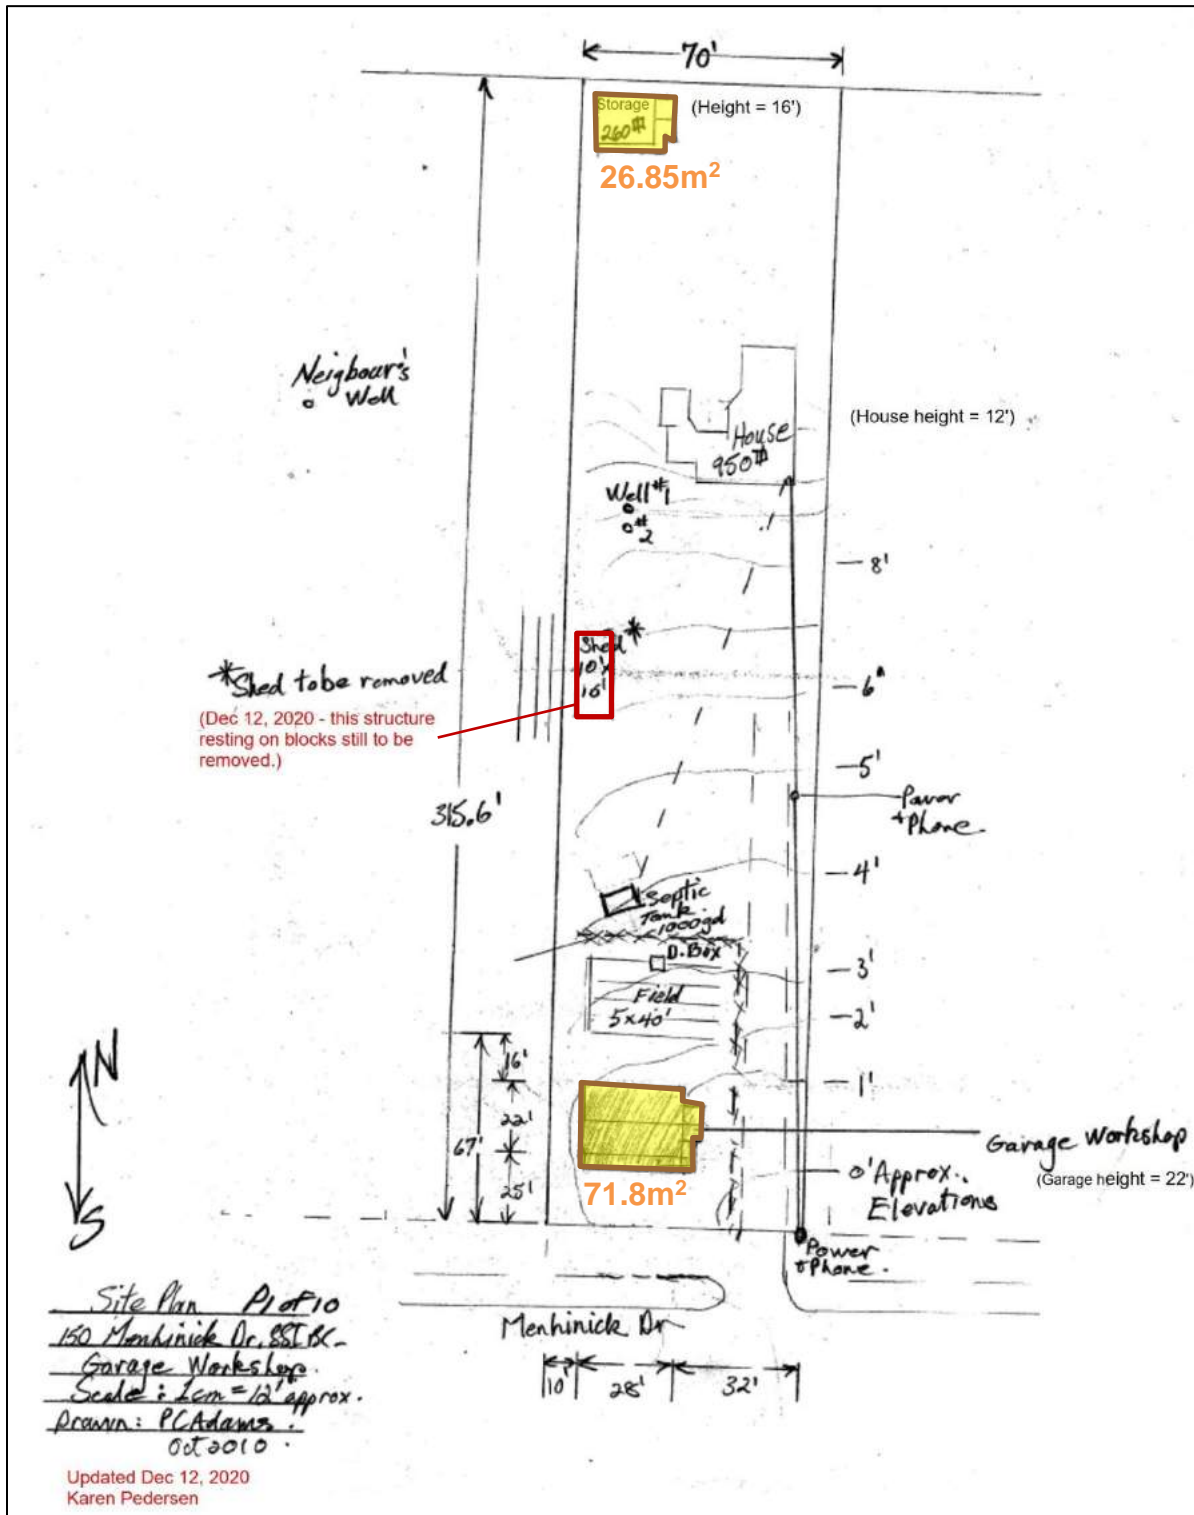 70'
Storage
260#
(Height = 16')
26.85m²
Neigbour's
Well
House
950#
(House height = 12')
Well #1
#2
8'
Shed *
10' x
16'
*Shed to be removed
(Dec 12, 2020 - this structure
resting on blocks still to be
removed.)
6'
5'
Power
+ Phone
315.6'
4'
Septic
Tank
1000gal
D. Box
3'
Field
5x40'
2'
N
16'
1'
22'
67'
Garage Workshop
(Garage height = 22')
25'
71.8m²
0' Approx.
Elevations
S
Power
+ Phone.
Menhinick Dr
10' 28' 32'
Site Plan P1 of 10
150 Menhinick Dr, SSI BC
Garage Workshop.
Scale: 1cm = 12' approx.
Drawn: PCAdams.
Oct 2010.
Updated Dec 12, 2020
Karen Pedersen